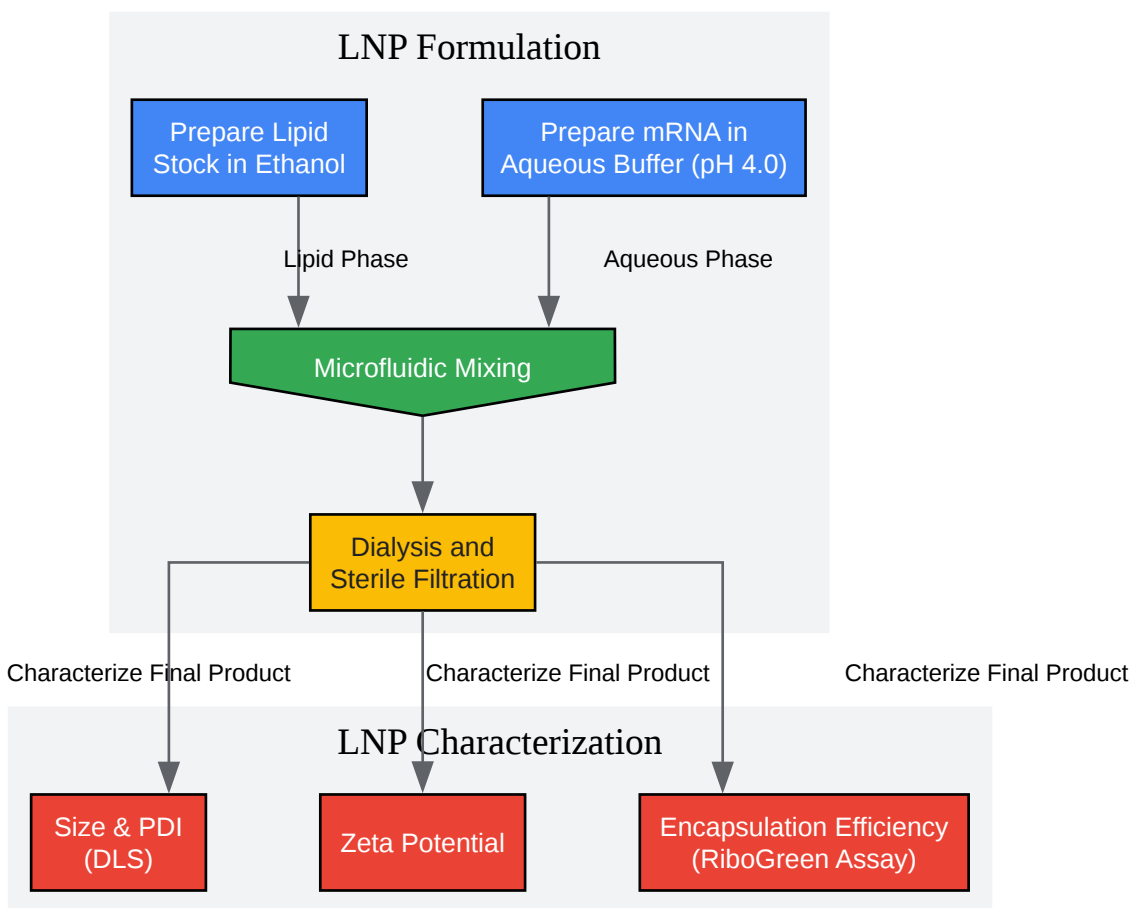 LNP Formulation
Prepare Lipid
Stock in Ethanol
Prepare mRNA in
Aqueous Buffer (pH 4.0)
Lipid Phase
Aqueous Phase
Microfluidic Mixing
Dialysis and
Sterile Filtration
Characterize Final Product
Characterize Final Product
Characterize Final Product
LNP Characterization
Size & PDI
(DLS)
Zeta Potential
Encapsulation Efficiency
(RiboGreen Assay)